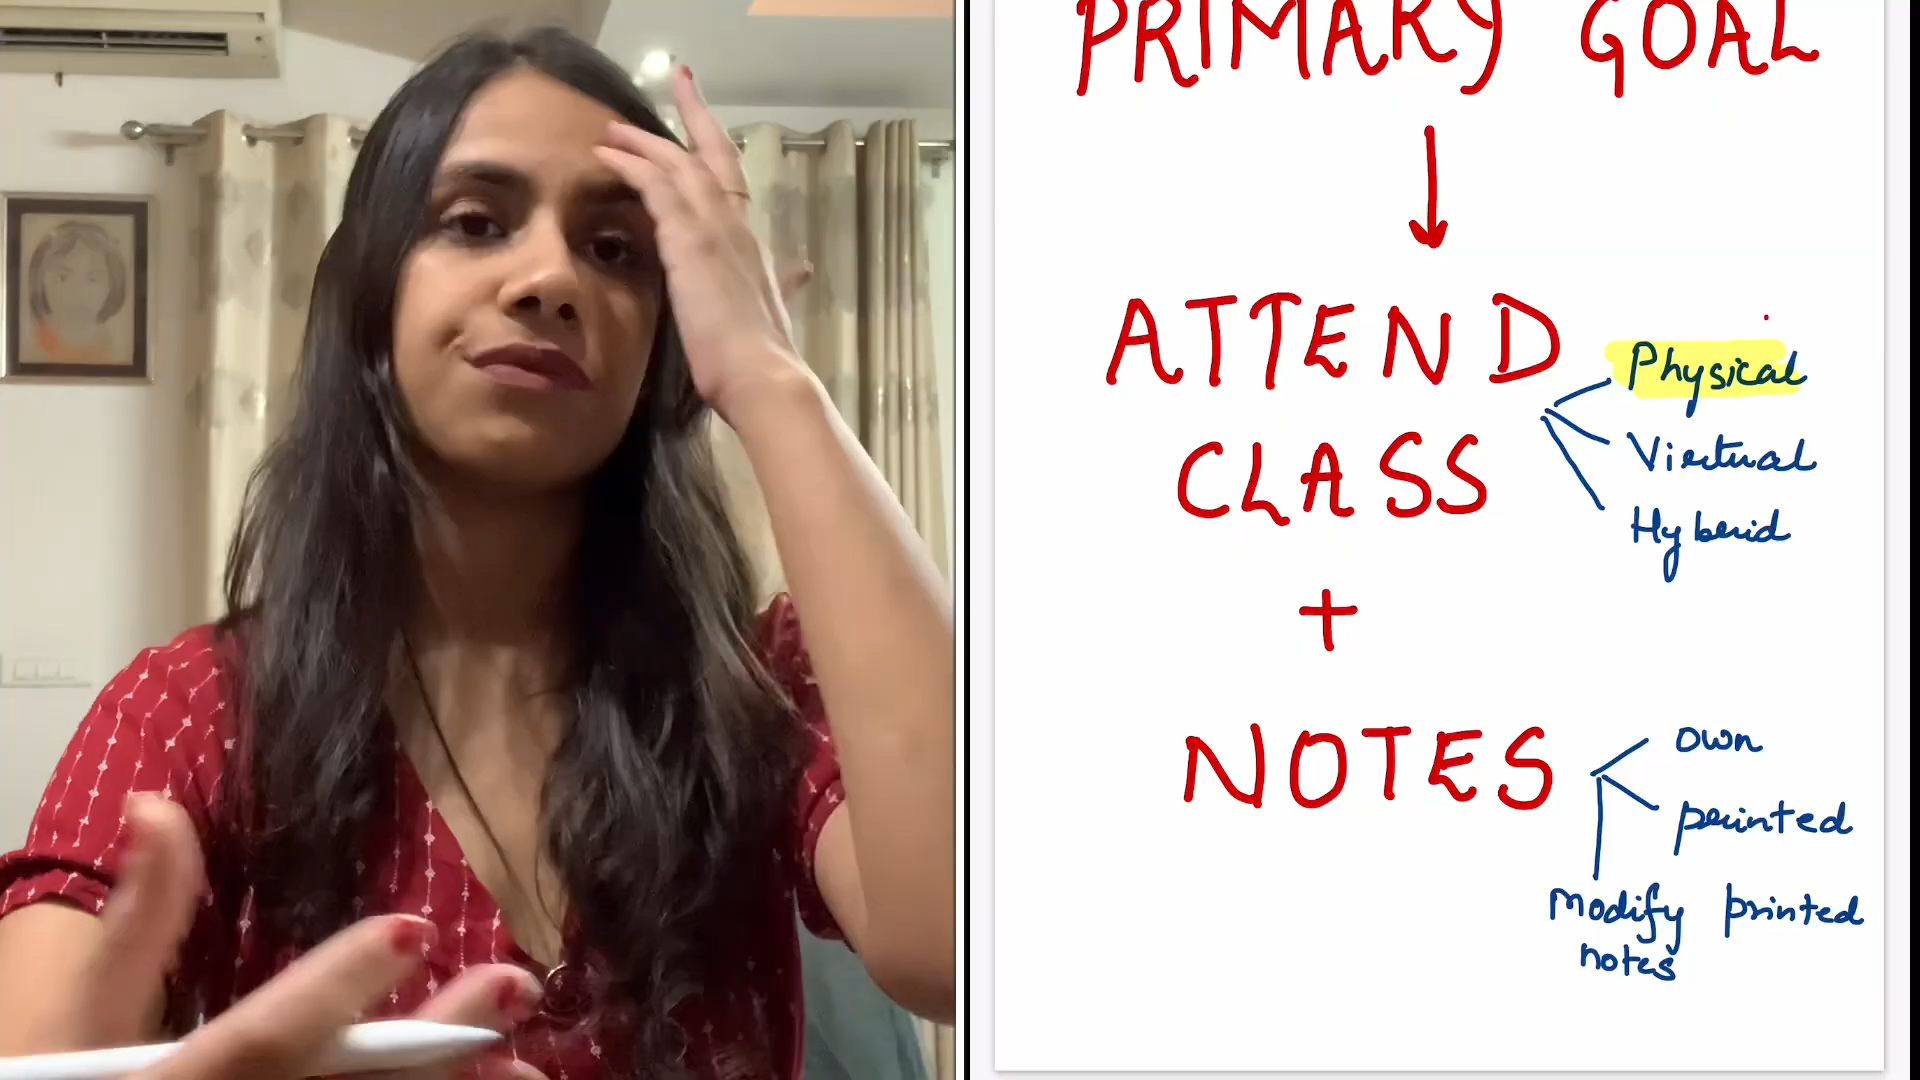 PRIMARY GOAL
ATTEND
Physical
Virtual
Hybrid
CLASS
+
NOTES
own
printed
Modify printed
notes